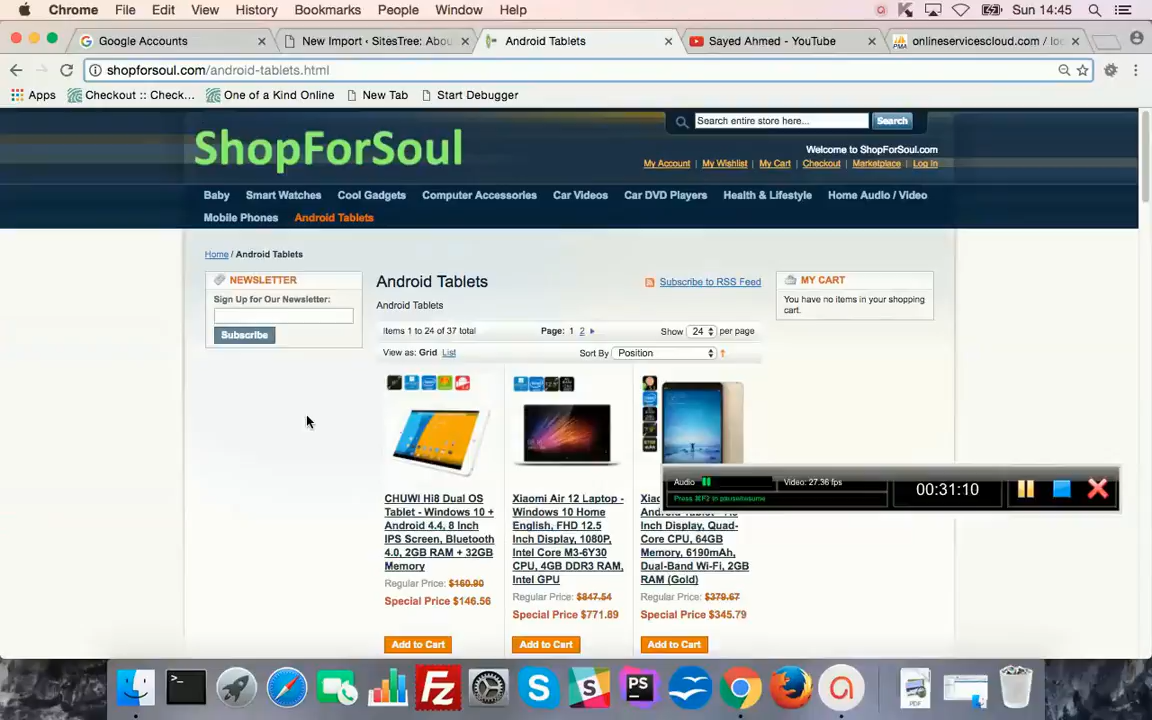 Chrome File Edit View History Bookmarks People Window Help Sun 14:45
Google Accounts
New Import ‹ SitesTree: Abou
Android Tablets
Sayed Ahmed - YouTube
onlineservicescloud.com / loc
shopforsoul.com/android-tablets.html
Apps Checkout :: Check... One of a Kind Online New Tab Start Debugger
ShopForSoul
Search entire store here...
Search
Welcome to ShopForSoul.com
My Account | My Wishlist | My Cart | Checkout | Marketplace | Log In
Baby Smart Watches Cool Gadgets Computer Accessories Car Videos Car DVD Players Health & Lifestyle Home Audio / Video
Mobile Phones Android Tablets
Home / Android Tablets
NEWSLETTER
Sign Up for Our Newsletter:
Subscribe
Android Tablets
Subscribe to RSS Feed
Android Tablets
Items 1 to 24 of 37 total Page: 1 2 Show 24 per page
View as: Grid List Sort By Position
MY CART
You have no items in your shopping
cart.
CHUWI Hi8 Dual OS
Tablet - Windows 10 +
Android 4.4, 8 Inch
IPS Screen, Bluetooth
4.0, 2GB RAM + 32GB
Memory
Regular Price: $160.90
Special Price $146.56
Add to Cart
Xiaomi Air 12 Laptop -
Windows 10 Home
English, FHD 12.5
Inch Display, 1080P,
Intel Core M3-6Y30
CPU, 4GB DDR3 RAM,
Intel GPU
Regular Price: $847.54
Special Price $771.89
Add to Cart
Inch Display, Quad-
Core CPU, 64GB
Memory, 6190mAh,
Dual-Band Wi-Fi, 2GB
RAM (Gold)
Regular Price: $379.67
Special Price $345.79
Add to Cart
Audio Video: 27.36 fps
Press ⌘F2 to pause/resume
00:31:10